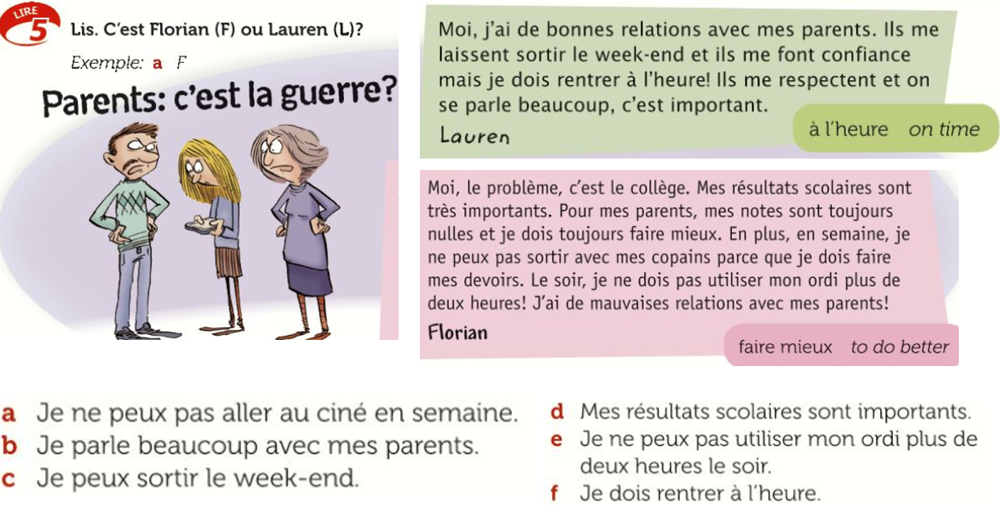 LIRE
5
Lis. C'est Florian (F) ou Lauren (L)?
Exemple: a F
Parents: c'est la guerre?
Moi, j'ai de bonnes relations avec mes parents. Ils me
laissent sortir le week-end et ils me font confiance
mais je dois rentrer à l'heure! Ils me respectent et on
se parle beaucoup, c'est important.
Lauren
à l'heure on time
Moi, le problème, c'est le collège. Mes résultats scolaires sont
très importants. Pour mes parents, mes notes sont toujours
nulles et je dois toujours faire mieux. En plus, en semaine, je
ne peux pas sortir avec mes copains parce que je dois faire
mes devoirs. Le soir, je ne dois pas utiliser mon ordi plus de
deux heures! J'ai de mauvaises relations avec mes parents!
Florian
faire mieux to do better
a Je ne peux pas aller au ciné en semaine.
b Je parle beaucoup avec mes parents.
c Je peux sortir le week-end.
d Mes résultats scolaires sont importants.
e Je ne peux pas utiliser mon ordi plus de
deux heures le soir.
f Je dois rentrer à l'heure.